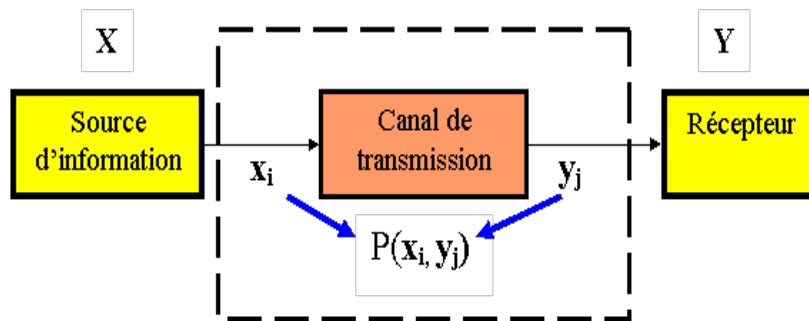 X
Y
Source
d'information
Canal de
transmission
Récepteur
xi
yj
P(xi, yj)